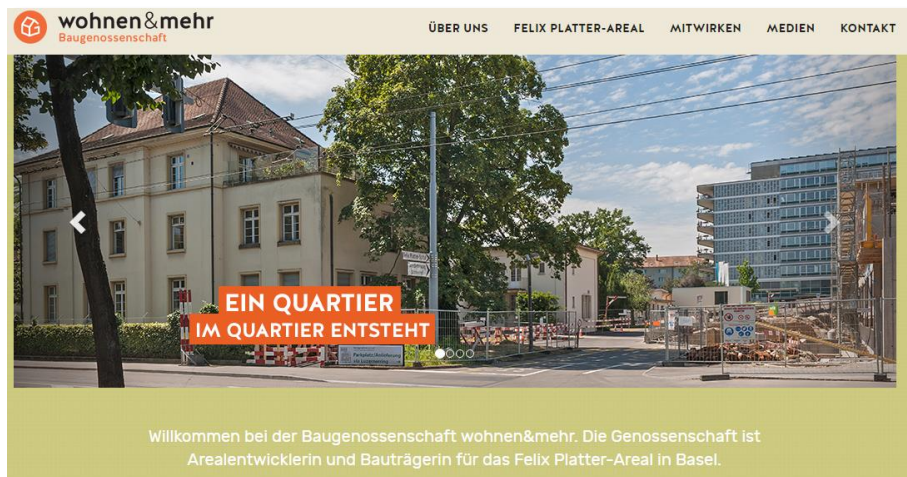 wohnen&mehr
Baugenossenschaft
ÜBER UNS FELIX PLATTER-AREAL MITWIRKEN MEDIEN KONTAKT
EIN QUARTIER
IM QUARTIER ENTSTEHT
Willkommen bei der Baugenossenschaft wohnen&mehr. Die Genossenschaft ist
Arealentwicklerin und Bauträgerin für das Felix Platter-Areal in Basel.